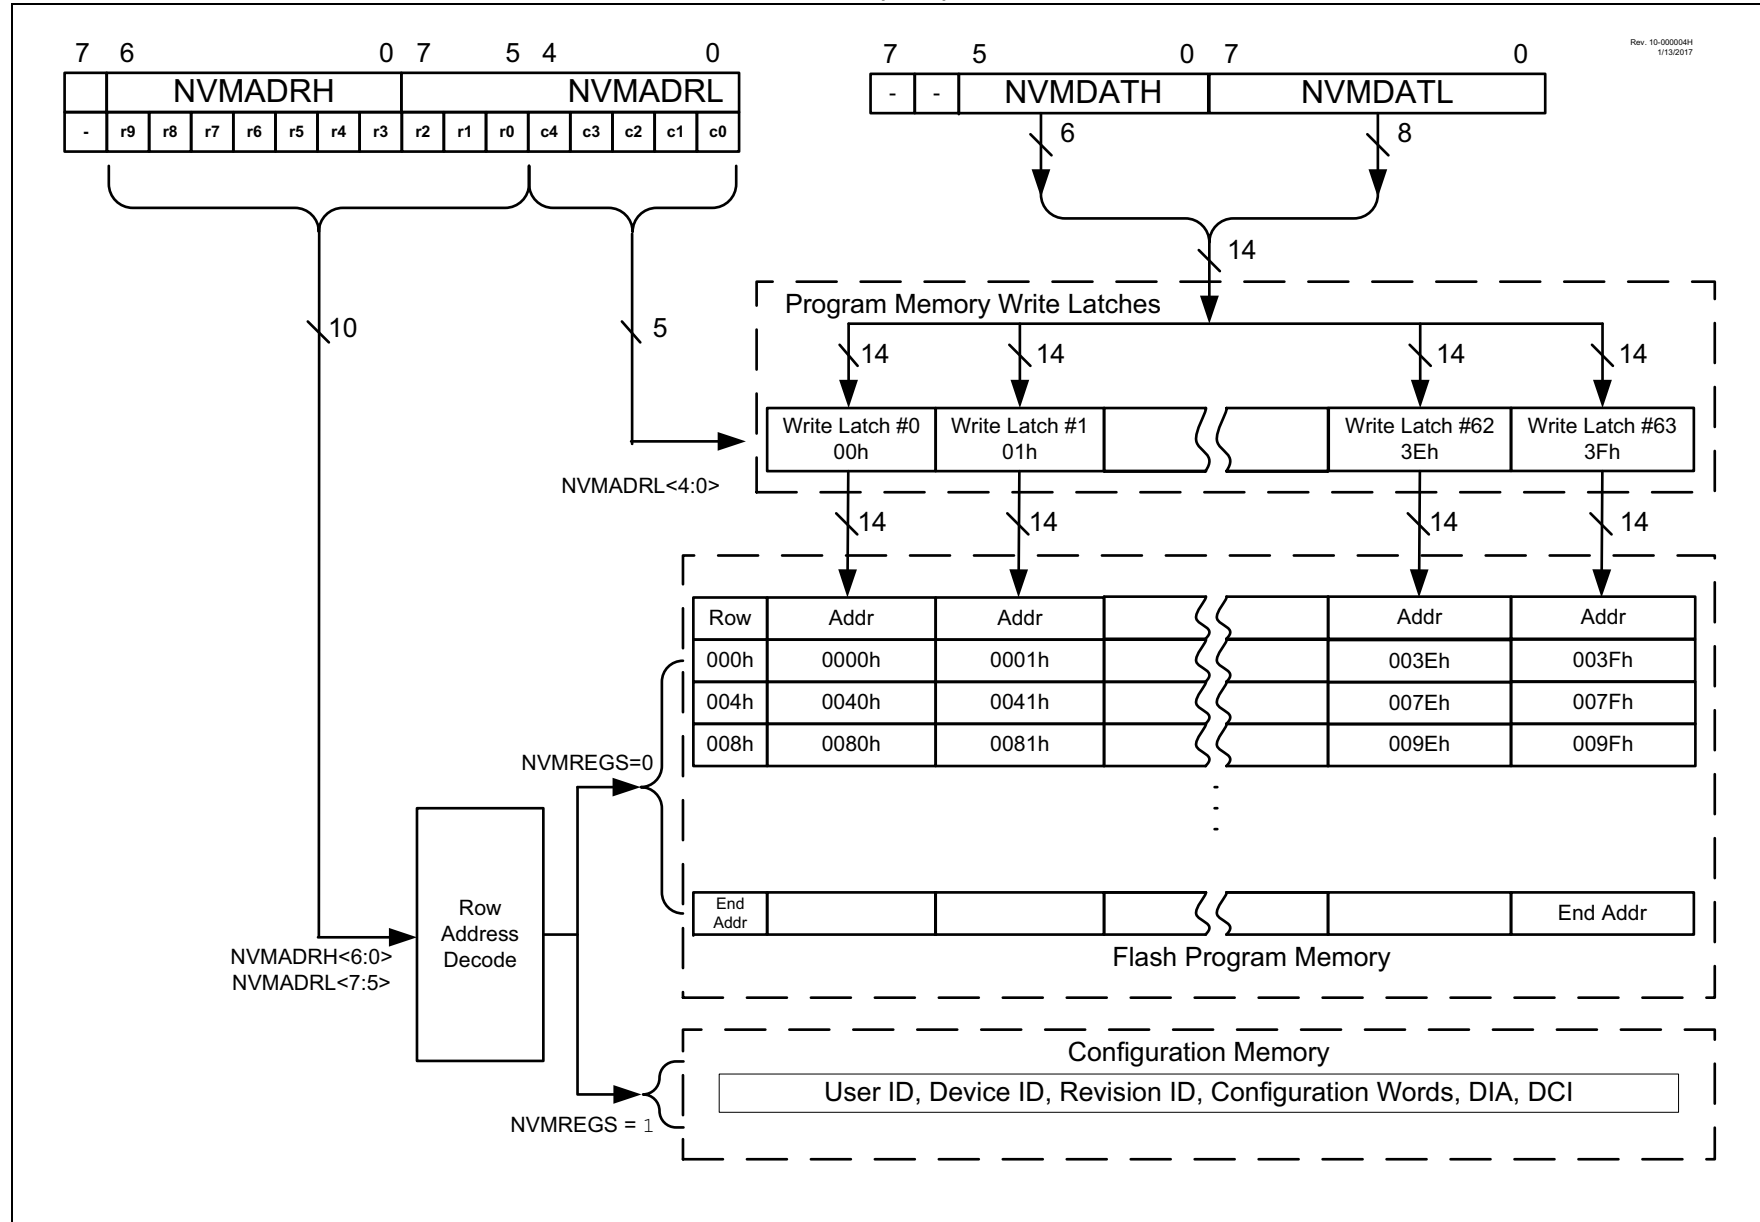 7 6 0 7 5 4 0
7 5 0 7 0
Rev. 10-000004H
1/13/2017
NVMADRH NVMADRL
- - NVMDATH NVMDATL
- r9 r8 r7 r6 r5 r4 r3 r2 r1 r0 c4 c3 c2 c1 c0
6 8
14
Program Memory Write Latches
10 5
14 14 14 14
Write Latch #0 Write Latch #1 Write Latch #62 Write Latch #63
00h 01h 3Eh 3Fh
NVMADRL<4:0>
14 14 14 14
Row Addr Addr Addr Addr
000h 0000h 0001h 003Eh 003Fh
004h 0040h 0041h 007Eh 007Fh
008h 0080h 0081h 009Eh 009Fh
NVMREGS=0
End
Addr
End Addr
Row
Address
Decode
NVMADRH<6:0>
NVMADRL<7:5>
Flash Program Memory
Configuration Memory
User ID, Device ID, Revision ID, Configuration Words, DIA, DCI
NVMREGS = 1